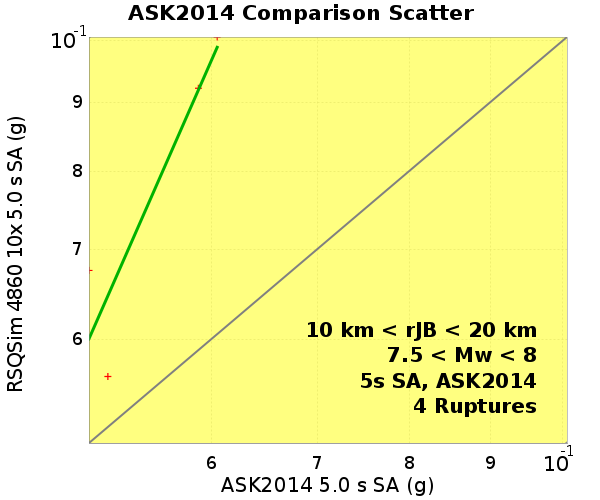 ASK2014 Comparison Scatter
RSQSim 4860 10x 5.0 s SA (g)
10-1
9
8
7
6
10 km < rJB < 20 km
7.5 < Mw < 8
5s SA, ASK2014
4 Ruptures
6 7 8 9 10-1
ASK2014 5.0 s SA (g)